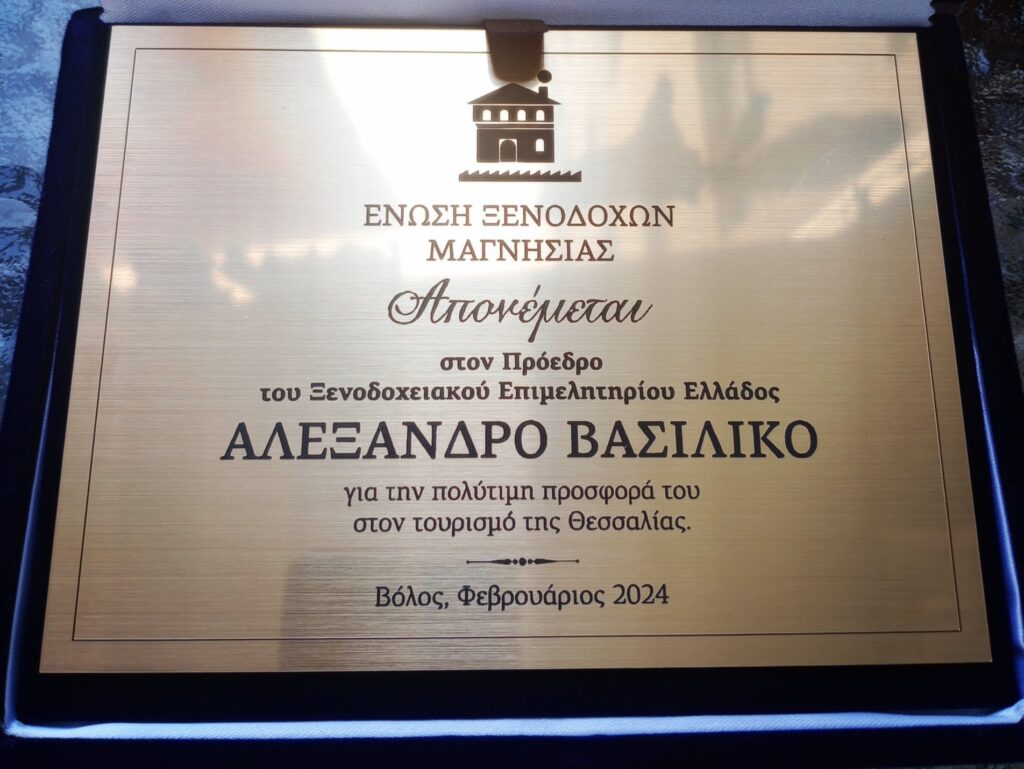 ΕΝΩΣΗ ΞΕΝΟΔΟΧΩΝ
ΜΑΓΝΗΣΙΑΣ
Απονέμεται
στον Πρόεδρο
του Ξενοδοχειακού Επιμελητηρίου Ελλάδος
ΑΛΕΞΑΝΔΡΟ ΒΑΣΙΛΙΚΟ
για την πολύτιμη προσφορά του
στον τουρισμό της Θεσσαλίας.
Βόλος, Φεβρουάριος 2024